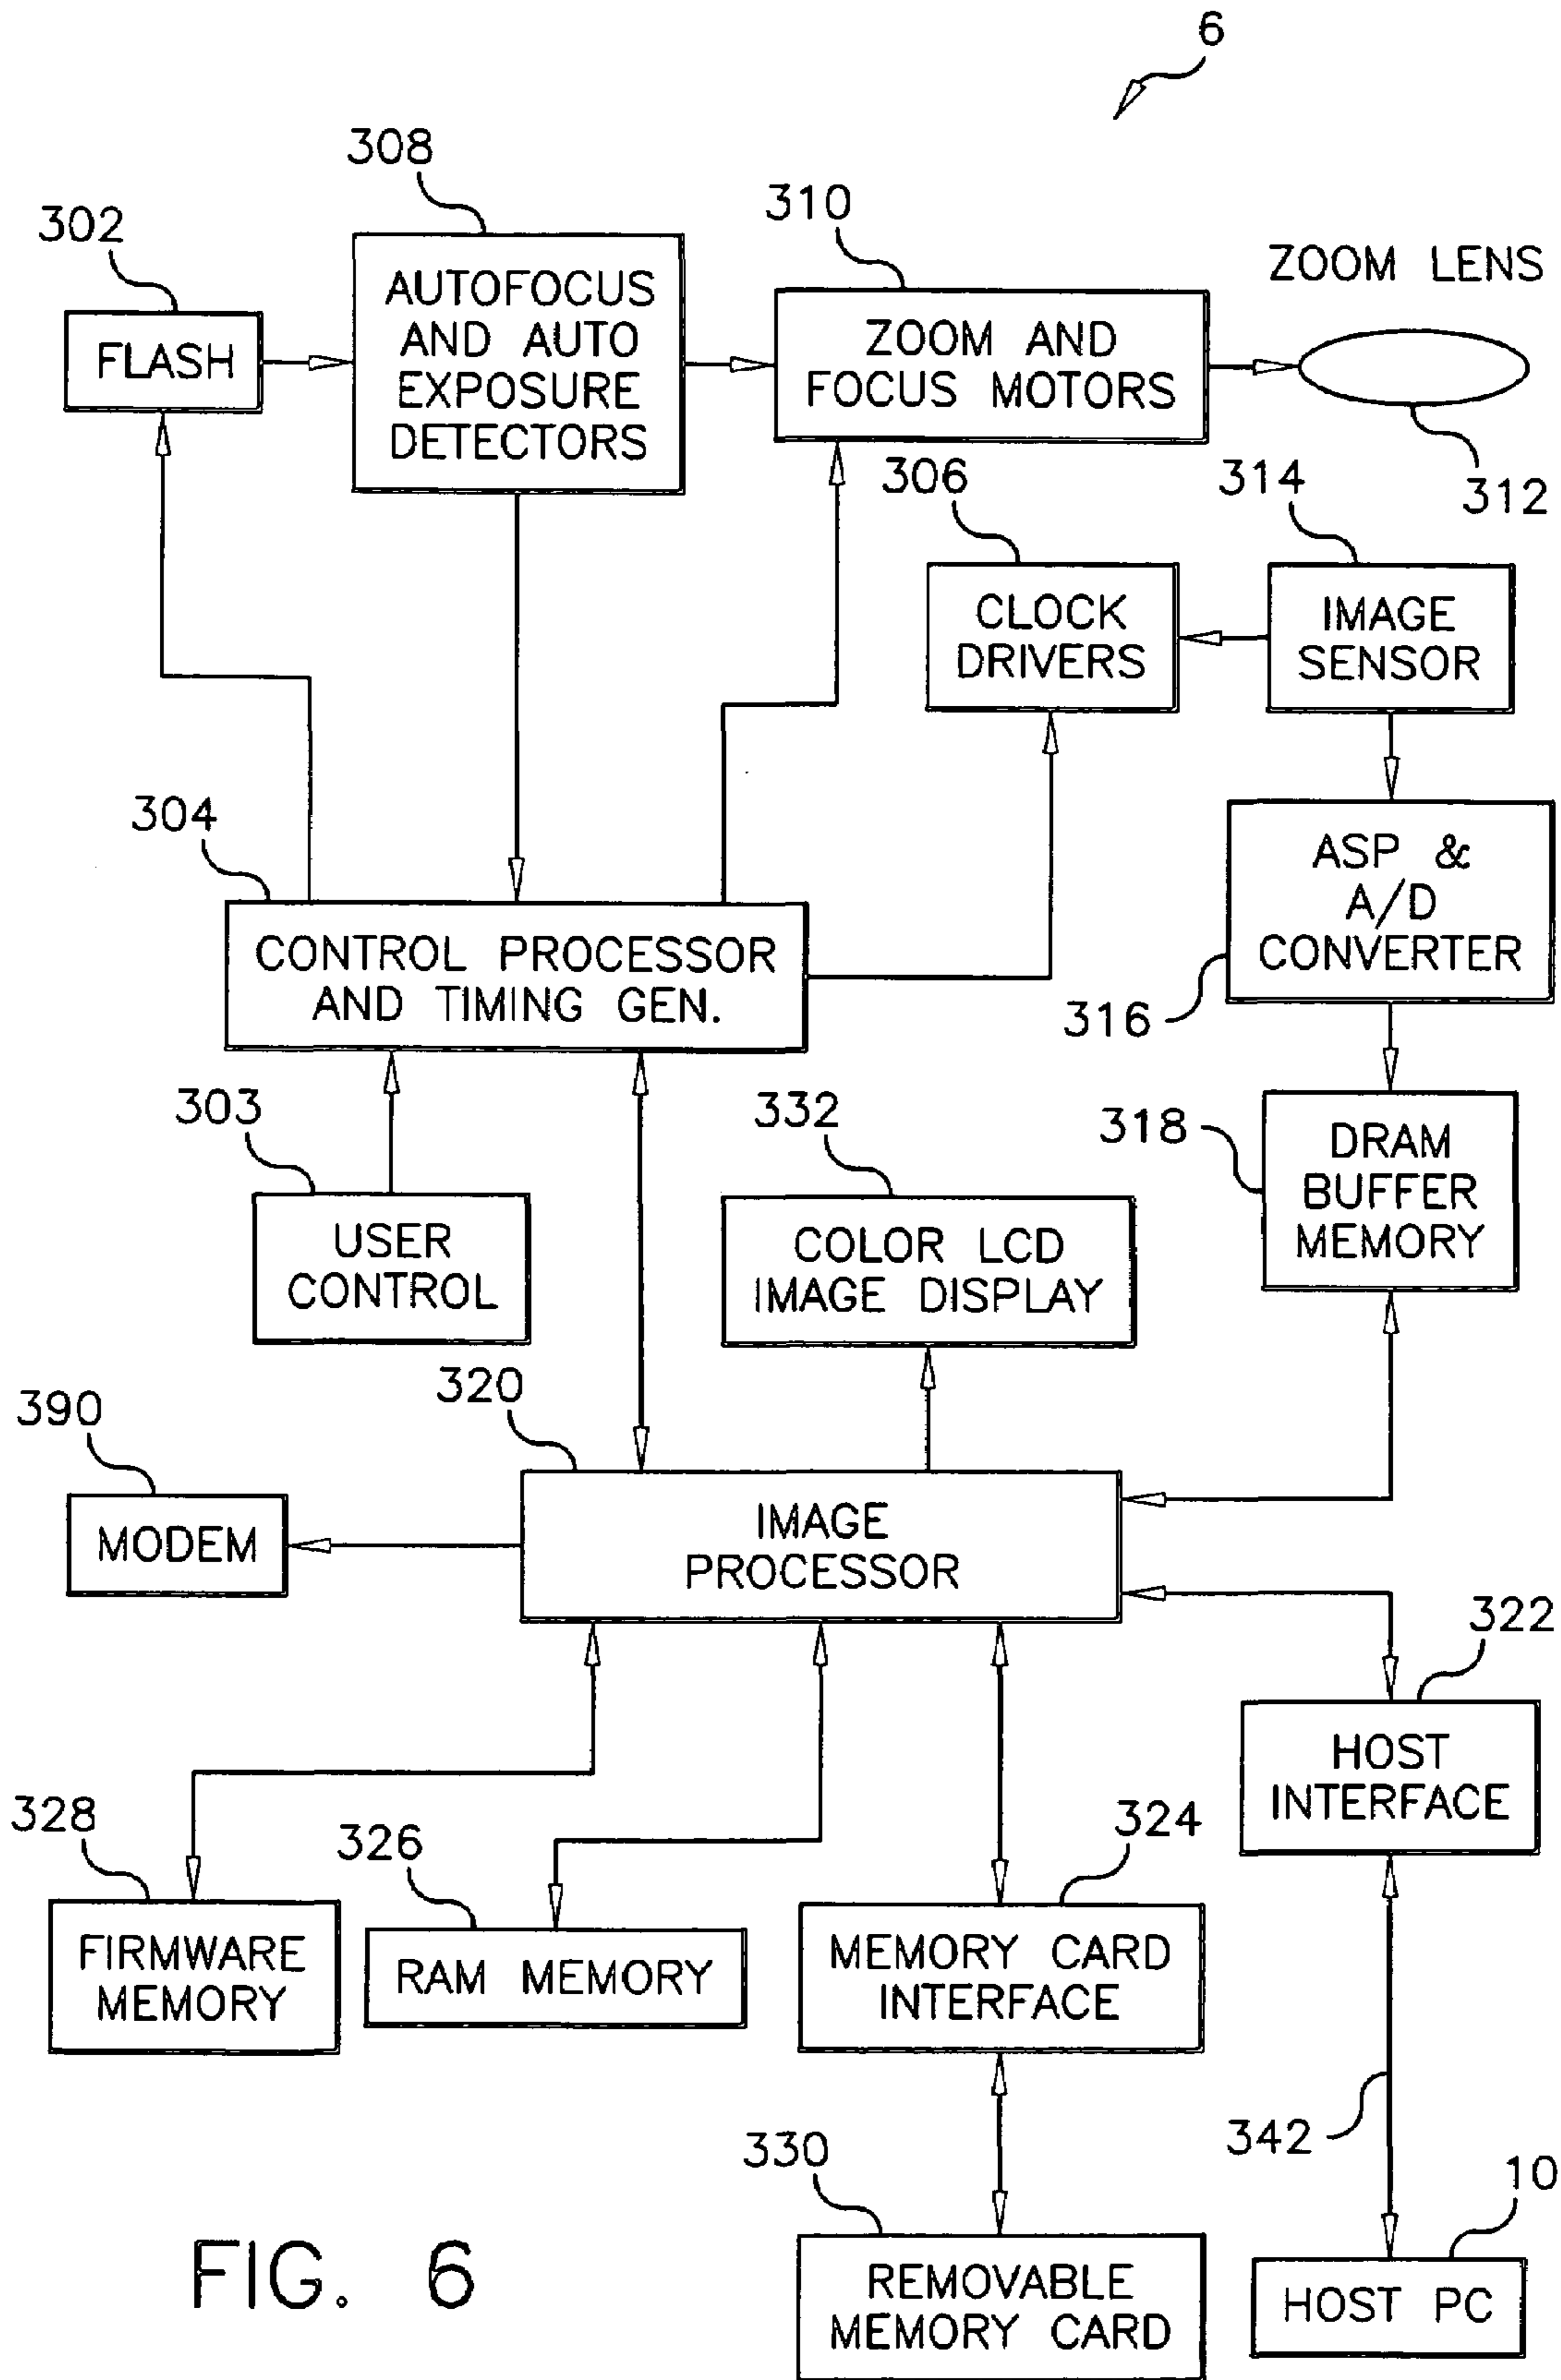 6
308
302
310
ZOOM LENS
FLASH
AUTOFOCUS
AND AUTO
EXPOSURE
DETECTORS
ZOOM AND
FOCUS MOTORS
312
306
314
CLOCK
DRIVERS
IMAGE
SENSOR
304
CONTROL PROCESSOR
AND TIMING GEN.
ASP &
A/D
CONVERTER
316
303
332
318
USER
CONTROL
COLOR LCD
IMAGE DISPLAY
DRAM
BUFFER
MEMORY
390
320
MODEM
IMAGE
PROCESSOR
322
HOST
INTERFACE
328
326
324
FIRMWARE
MEMORY
RAM MEMORY
MEMORY CARD
INTERFACE
342
330
10
REMOVABLE
MEMORY CARD
HOST PC
FIG. 6